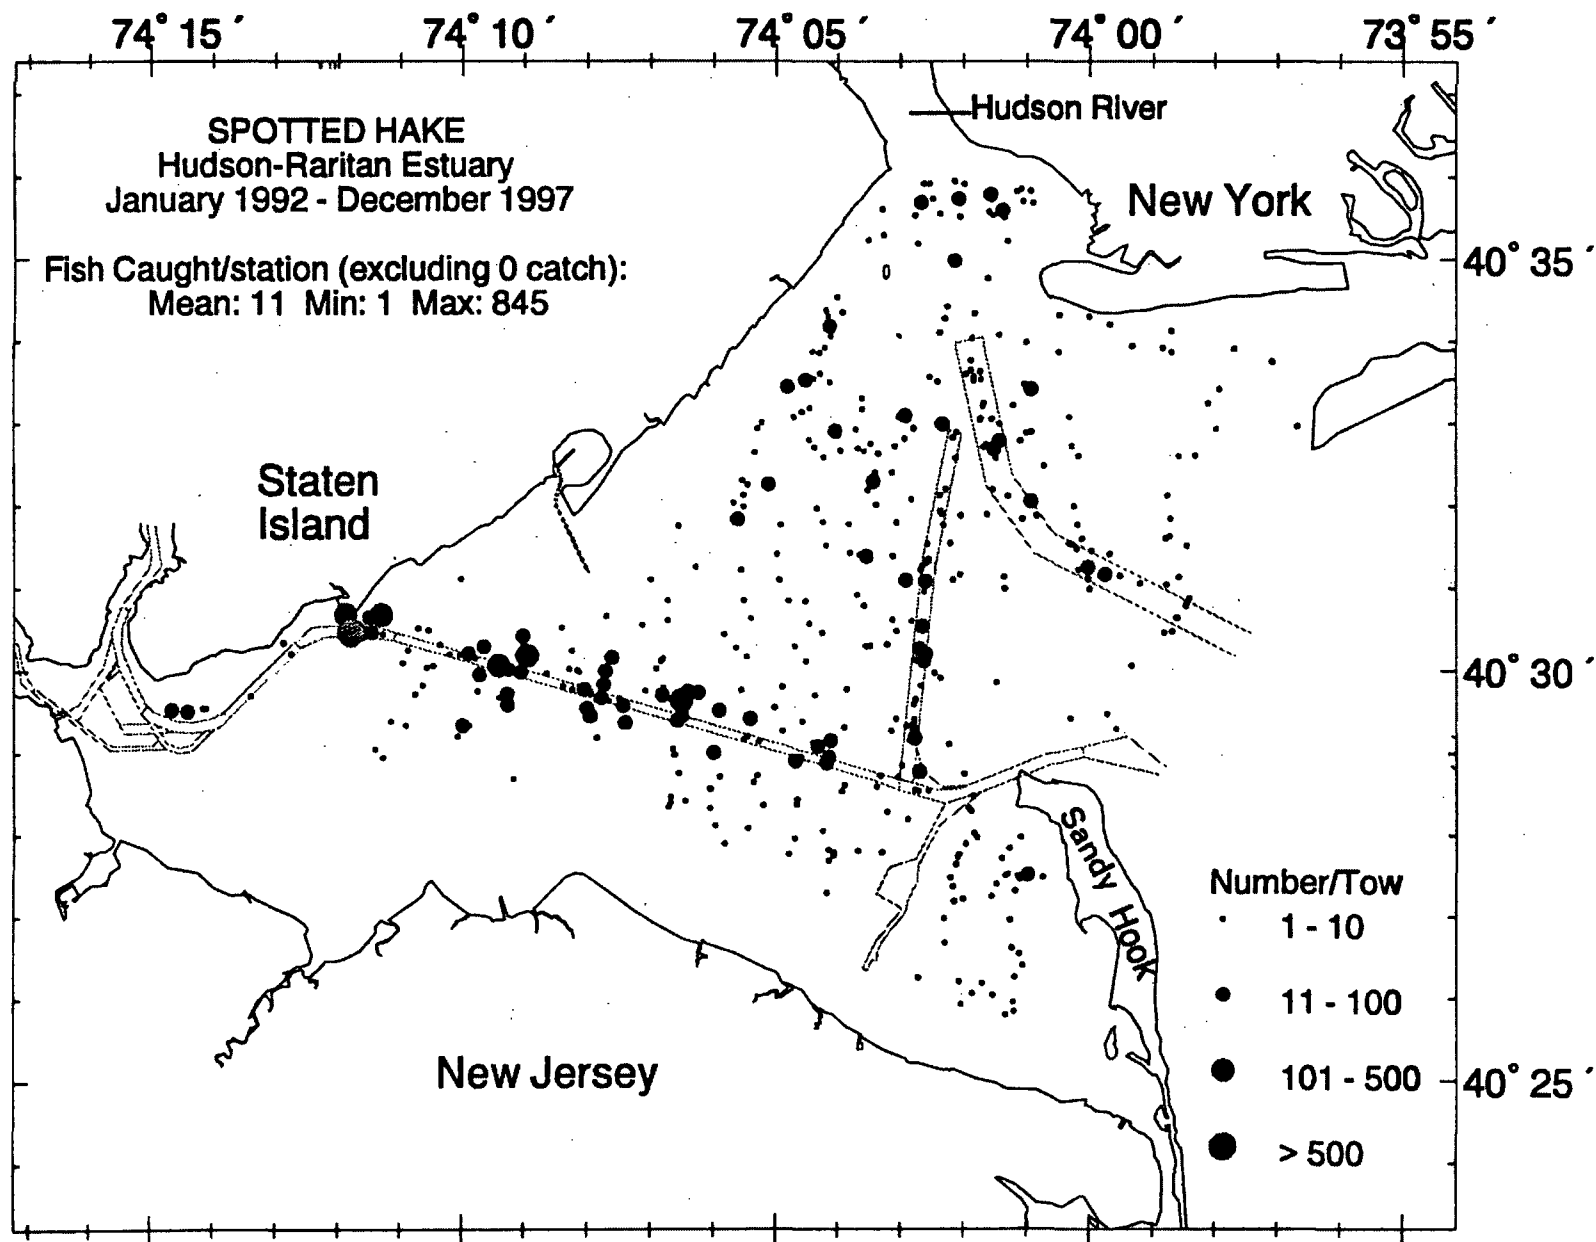 74° 15 ´ 74° 10 ´ 74° 05 ´ 74° 00 ´ 73° 55 ´
Hudson River
SPOTTED HAKE
Hudson-Raritan Estuary
January 1992 - December 1997
New York
Fish Caught/station (excluding 0 catch):
Mean: 11 Min: 1 Max: 845
40° 35 ´
Staten
Island
40° 30 ´
Sandy Hook
Number/Tow
1 - 10
11 - 100
101 - 500
> 500
New Jersey
40° 25 ´